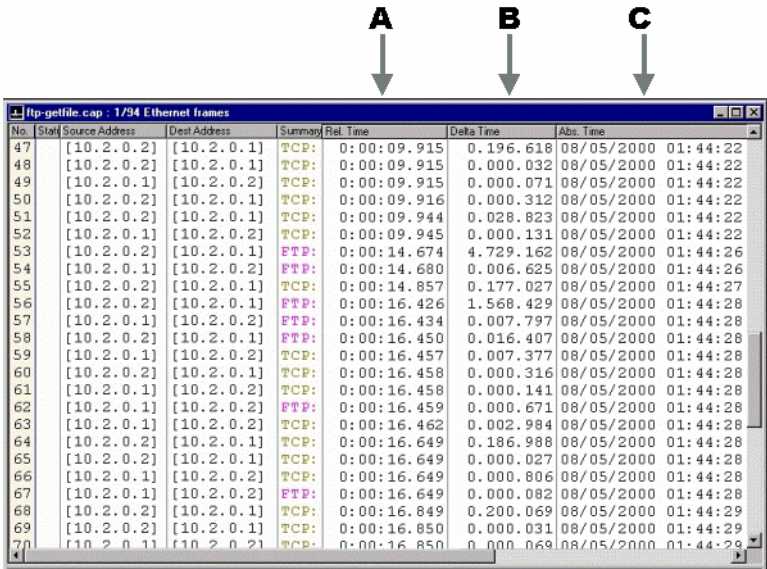 A B C
ftp-getfile.cap : 1/94 Ethernet frames
No. Statu Source Address Dest Address Summary Rel. Time Delta Time Abs. Time
47 [10.2.0.2] [10.2.0.1] TCP: 0:00:09.915 0.196.618 08/05/2000 01:44:22
48 [10.2.0.2] [10.2.0.1] TCP: 0:00:09.915 0.000.032 08/05/2000 01:44:22
49 [10.2.0.1] [10.2.0.2] TCP: 0:00:09.915 0.000.071 08/05/2000 01:44:22
50 [10.2.0.1] [10.2.0.2] TCP: 0:00:09.916 0.000.312 08/05/2000 01:44:22
51 [10.2.0.2] [10.2.0.1] TCP: 0:00:09.944 0.028.823 08/05/2000 01:44:22
52 [10.2.0.1] [10.2.0.2] TCP: 0:00:09.945 0.000.131 08/05/2000 01:44:22
53 [10.2.0.2] [10.2.0.1] FTP: 0:00:14.674 4.729.162 08/05/2000 01:44:26
54 [10.2.0.1] [10.2.0.2] FTP: 0:00:14.680 0.006.625 08/05/2000 01:44:26
55 [10.2.0.2] [10.2.0.1] TCP: 0:00:14.857 0.177.027 08/05/2000 01:44:27
56 [10.2.0.2] [10.2.0.1] FTP: 0:00:16.426 1.568.429 08/05/2000 01:44:28
57 [10.2.0.1] [10.2.0.2] FTP: 0:00:16.434 0.007.797 08/05/2000 01:44:28
58 [10.2.0.2] [10.2.0.1] FTP: 0:00:16.450 0.016.407 08/05/2000 01:44:28
59 [10.2.0.1] [10.2.0.2] TCP: 0:00:16.457 0.007.377 08/05/2000 01:44:28
60 [10.2.0.2] [10.2.0.1] TCP: 0:00:16.458 0.000.316 08/05/2000 01:44:28
61 [10.2.0.1] [10.2.0.2] TCP: 0:00:16.458 0.000.141 08/05/2000 01:44:28
62 [10.2.0.1] [10.2.0.2] FTP: 0:00:16.459 0.000.671 08/05/2000 01:44:28
63 [10.2.0.1] [10.2.0.2] TCP: 0:00:16.462 0.002.984 08/05/2000 01:44:28
64 [10.2.0.2] [10.2.0.1] TCP: 0:00:16.649 0.186.988 08/05/2000 01:44:28
65 [10.2.0.2] [10.2.0.1] TCP: 0:00:16.649 0.000.027 08/05/2000 01:44:28
66 [10.2.0.1] [10.2.0.2] TCP: 0:00:16.649 0.000.806 08/05/2000 01:44:28
67 [10.2.0.1] [10.2.0.2] FTP: 0:00:16.649 0.000.082 08/05/2000 01:44:28
68 [10.2.0.2] [10.2.0.1] TCP: 0:00:16.849 0.200.069 08/05/2000 01:44:29
69 [10.2.0.2] [10.2.0.1] TCP: 0:00:16.850 0.000.031 08/05/2000 01:44:29
70 [10.2.0.1] [10.2.0.2] TCP: 0:00:16.850 0.000.069 08/05/2000 01:44:29